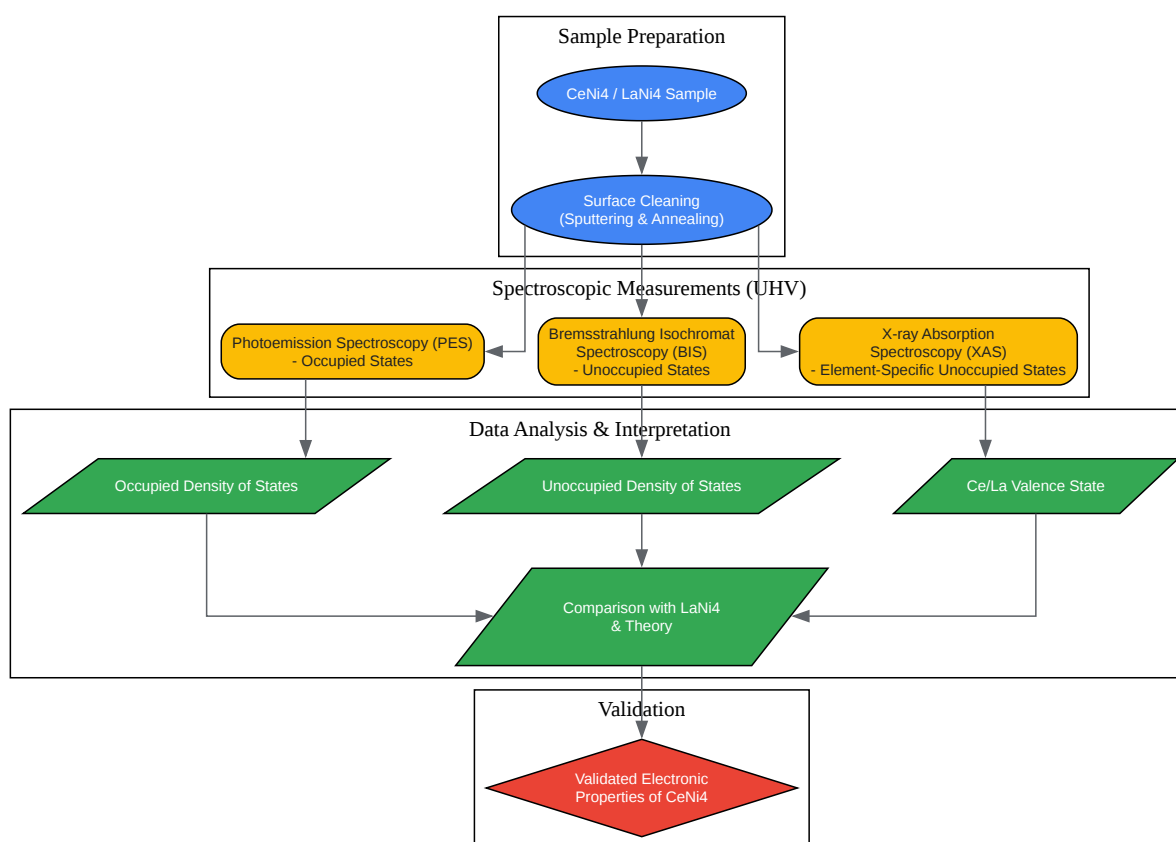 Sample Preparation
CeNi4 / LaNi4 Sample
Surface Cleaning
(Sputtering & Annealing)
Spectroscopic Measurements (UHV)
Photoemission Spectroscopy (PES)
- Occupied States
Bremsstrahlung Isochromat
Spectroscopy (BIS)
- Unoccupied States
X-ray Absorption
Spectroscopy (XAS)
- Element-Specific Unoccupied States
Data Analysis & Interpretation
Occupied Density of States
Unoccupied Density of States
Ce/La Valence State
Comparison with LaNi4
& Theory
Validation
Validated Electronic
Properties of CeNi4